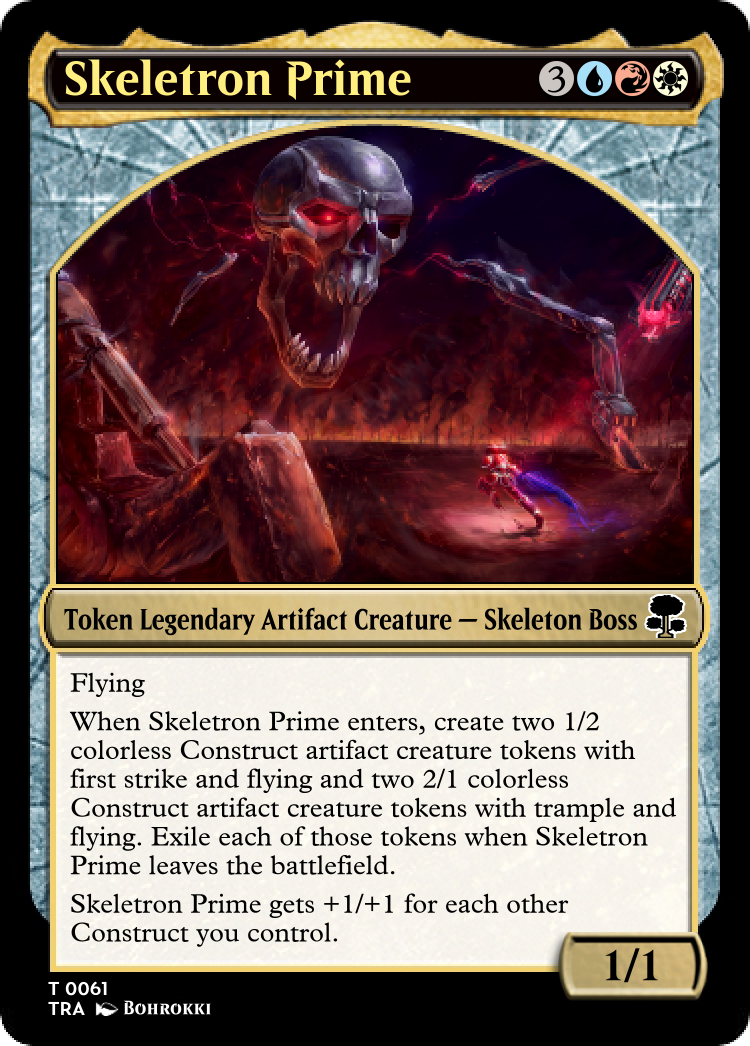 Skeletron Prime 3
Token Legendary Artifact Creature — Skeleton Boss
Flying
When Skeletron Prime enters, create two 1/2
colorless Construct artifact creature tokens with
first strike and flying and two 2/1 colorless
Construct artifact creature tokens with trample and
flying. Exile each of those tokens when Skeletron
Prime leaves the battlefield.
Skeletron Prime gets +1/+1 for each other
Construct you control.
1/1
T 0061
TRA Bohrokki